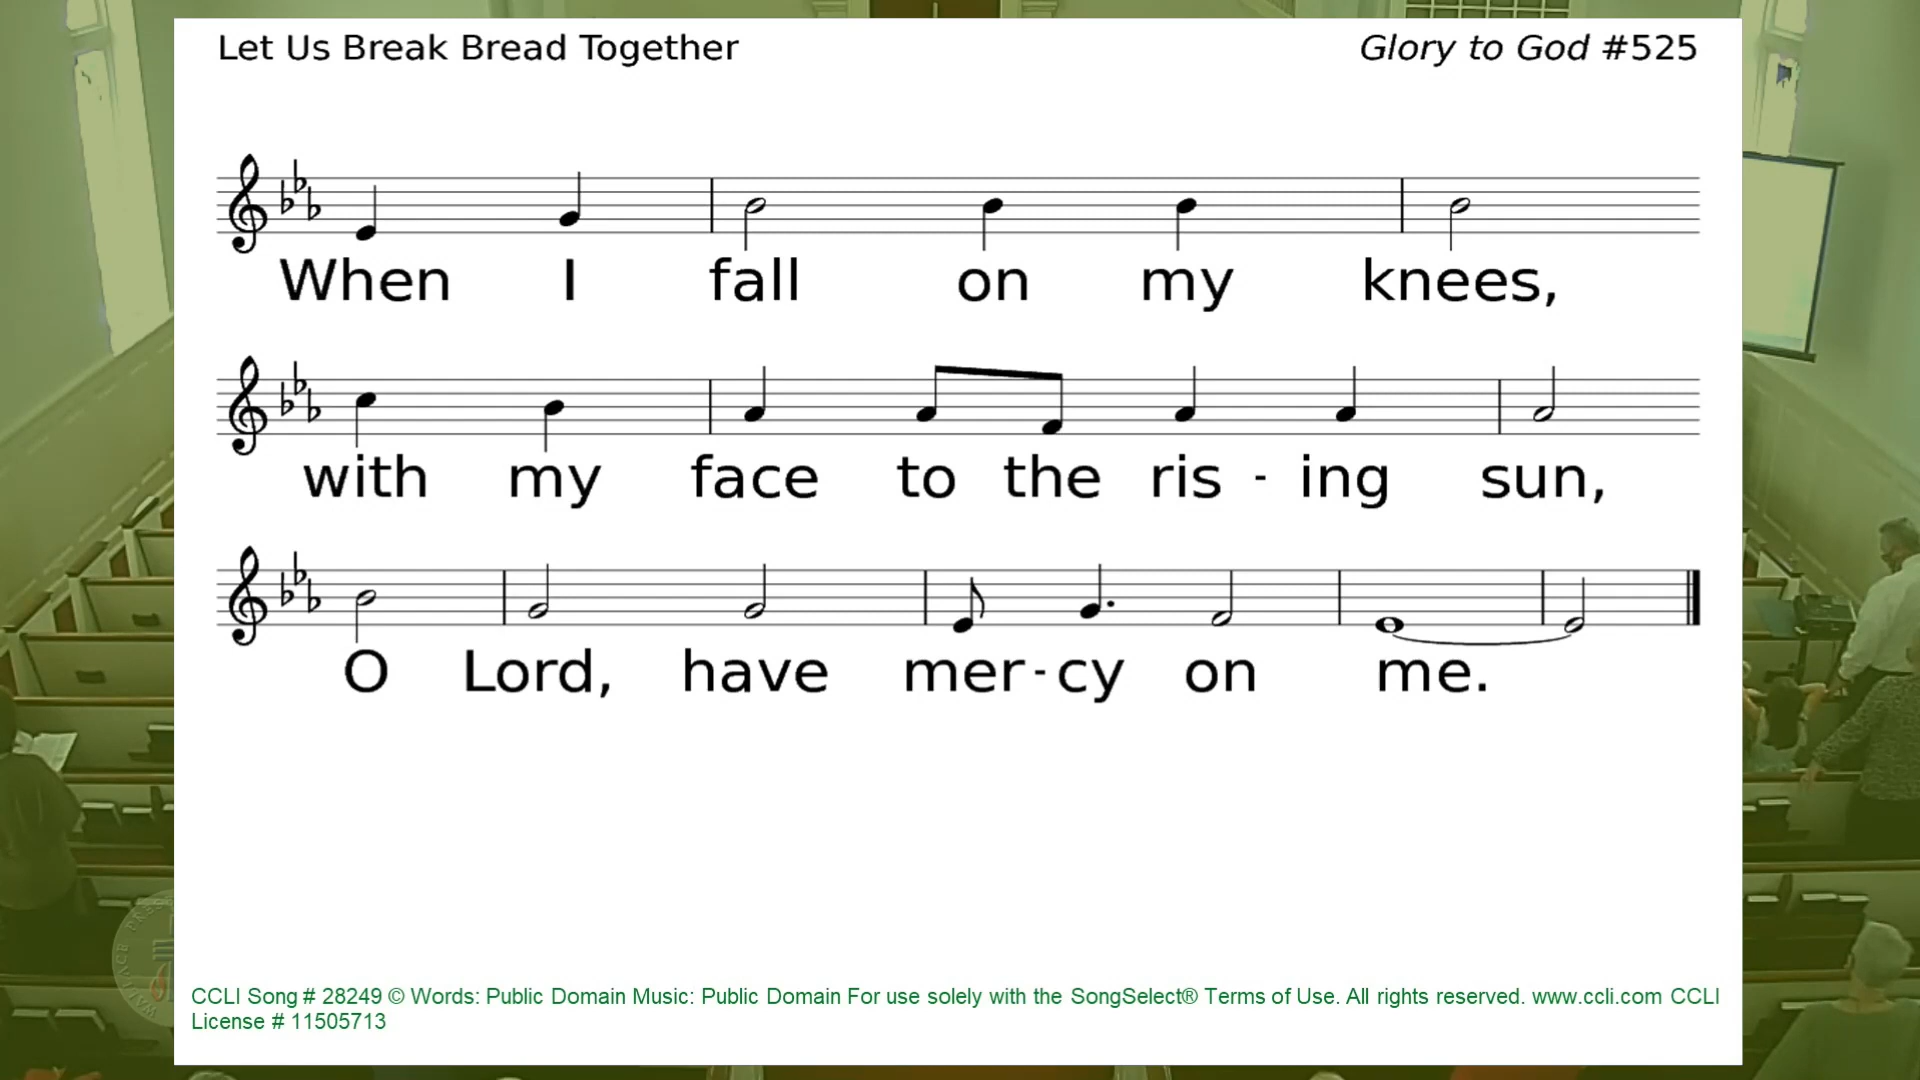 Let Us Break Bread Together Glory to God #525
When I fall on my knees,
with my face to the ris - ing sun,
O Lord, have mer - cy on me.
CCLI Song # 28249 © Words: Public Domain Music: Public Domain For use solely with the SongSelect® Terms of Use. All rights reserved. www.ccli.com CCLI
License # 11505713